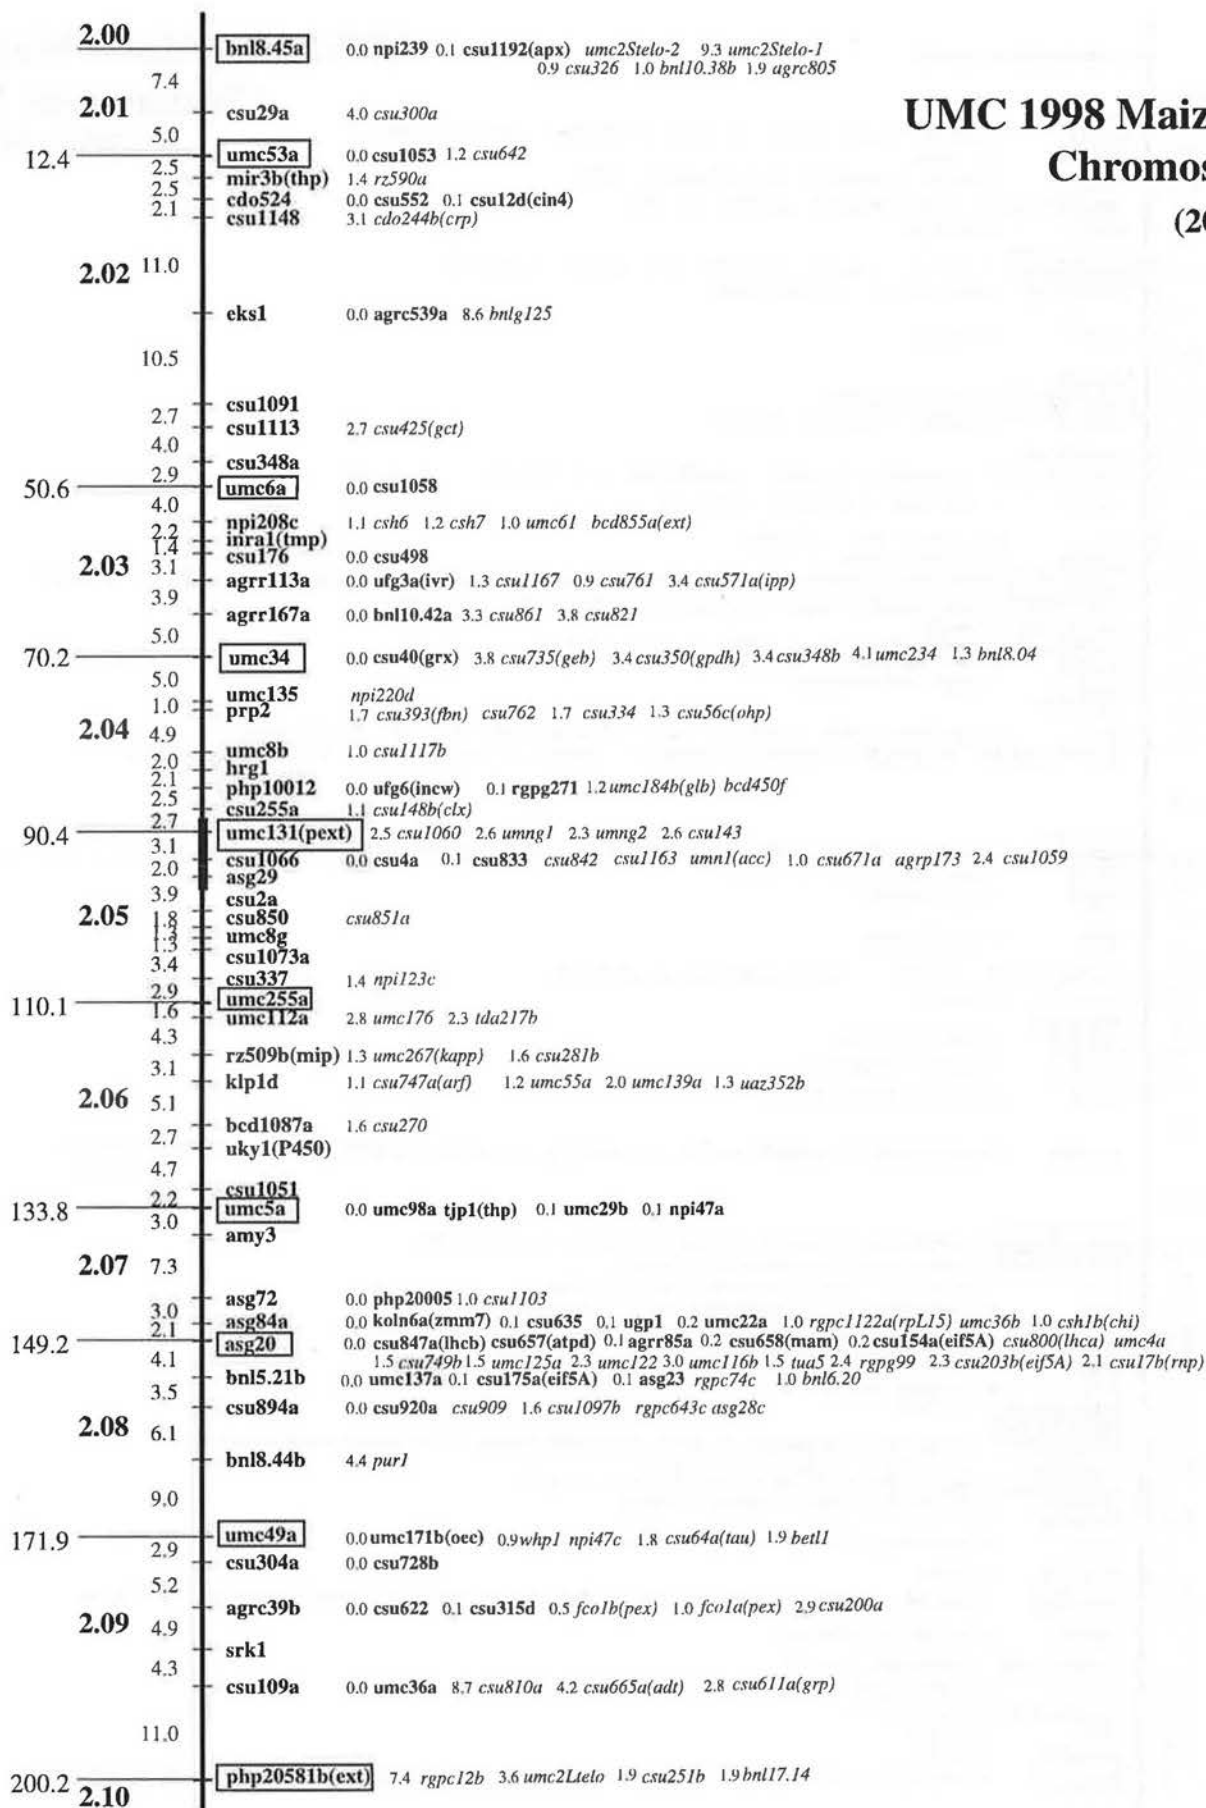 2.00
bnl8.45a 0.0 npi239 0.1 csu1192(apx) umc2Stelo-2 9.3 umc2Stelo-1
0.9 csu326 1.0 bnl10.38b 1.9 agrc805
7.4
UMC 1998 Maiz
2.01
csu29a 4.0 csu300a
5.0
12.4 umc53a 0.0 csu1053 1.2 csu642
Chromos
2.5
mir3b(thp) 1.4 rz590a
2.5
cdo524 0.0 csu552 0.1 csu12d(cin4)
2.1
csu1148 3.1 cdo244b(crp)
(20
2.02 11.0
eks1 0.0 agrc539a 8.6 bnlg125
10.5
csu1091
2.7
csu1113 2.7 csu425(gct)
4.0
csu348a
2.9
50.6 umc6a 0.0 csu1058
4.0
npi208c 1.1 csh6 1.2 csh7 1.0 umc61 bcd855a(ext)
2.2
inra1(tmp)
1.4
csu176 0.0 csu498
2.03 3.1
agrr113a 0.0 ufg3a(ivr) 1.3 csu1167 0.9 csu761 3.4 csu571a(ipp)
3.9
agrr167a 0.0 bnl10.42a 3.3 csu861 3.8 csu821
5.0
70.2 umc34 0.0 csu40(grx) 3.8 csu735(geb) 3.4 csu350(gpdh) 3.4 csu348b 4.1 umc234 1.3 bnl8.04
5.0
umc135 npi220d
1.0
prp2 1.7 csu393(fbn) csu762 1.7 csu334 1.3 csu56c(ohp)
2.04 4.9
umc8b 1.0 csu1117b
2.0
hrg1
2.1
php10012 0.0 ufg6(incw) 0.1 rgpg271 1.2 umc184b(glb) bcd450f
2.5
csu255a 1.1 csu148b(clx)
2.7
90.4 umc131(pext) 2.5 csu1060 2.6 umng1 2.3 umng2 2.6 csu143
3.1
csu1066 0.0 csu4a 0.1 csu833 csu842 csu1163 umn1(acc) 1.0 csu671a agrp173 2.4 csu1059
2.0
asg29
3.9
csu2a
2.05 1.8 csu850 csu851a
1.3
umc8g
1.3
csu1073a
3.4
csu337 1.4 npi123c
2.9
110.1 umc255a
1.6
umc112a 2.8 umc176 2.3 tda217b
4.3
rz509b(mip) 1.3 umc267(kapp) 1.6 csu281b
3.1
klp1d 1.1 csu747a(arf) 1.2 umc55a 2.0 umc139a 1.3 uaz352b
2.06 5.1
bcd1087a 1.6 csu270
2.7
uky1(P450)
4.7
csu1051
2.2
133.8 umc5a 0.0 umc98a tjp1(thp) 0.1 umc29b 0.1 npi47a
3.0
amy3
2.07 7.3
asg72 0.0 php20005 1.0 csu1103
3.0
asg84a 0.0 koln6a(zmm7) 0.1 csu635 0.1 ugp1 0.2 umc22a 1.0 rgpc1122a(rpL15) umc36b 1.0 csh1b(chi)
2.1
149.2 asg20 0.0 csu847a(lhcb) csu657(atpd) 0.1 agrr85a 0.2 csu658(mam) 0.2 csu154a(eif5A) csu800(lhca) umc4a
4.1 1.5 csu749b 1.5 umc125a 2.3 umc122 3.0 umc116b 1.5 tua5 2.4 rgpg99 2.3 csu203b(eif5A) 2.1 csu17b(rnp)
bnl5.21b 0.0 umc137a 0.1 csu175a(eif5A) 0.1 asg23 rgpc74c 1.0 bnl6.20
3.5
csu894a 0.0 csu920a csu909 1.6 csu1097b rgpc643c asg28c
2.08 6.1
bnl8.44b 4.4 pur1
9.0
171.9 umc49a 0.0 umc171b(oec) 0.9 whp1 npi47c 1.8 csu64a(tau) 1.9 betl1
2.9
csu304a 0.0 csu728b
5.2
agrc39b 0.0 csu622 0.1 csu315d 0.5 fco1b(pex) 1.0 fco1a(pex) 2.9 csu200a
2.09 4.9
srk1
4.3
csu109a 0.0 umc36a 8.7 csu810a 4.2 csu665a(adt) 2.8 csu611a(grp)
11.0
200.2 php20581b(ext) 7.4 rgpc12b 3.6 umc2Ltelo 1.9 csu251b 1.9 bnl17.14
2.10